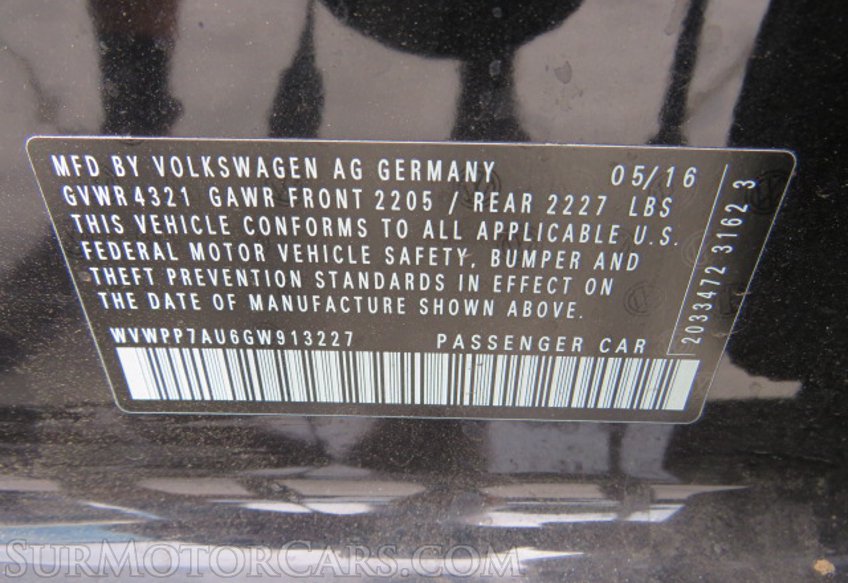 MFD BY VOLKSWAGEN AG GERMANY 05/16
GVWR 4321 GAWR FRONT 2205 / REAR 2227 LBS
THIS VEHICLE CONFORMS TO ALL APPLICABLE U.S.
FEDERAL MOTOR VEHICLE SAFETY, BUMPER AND
THEFT PREVENTION STANDARDS IN EFFECT ON
THE DATE OF MANUFACTURE SHOWN ABOVE.
WVWPP7AU6GW913227 PASSENGER CAR
2033472 3162 3
SURMOTORCARS.COM